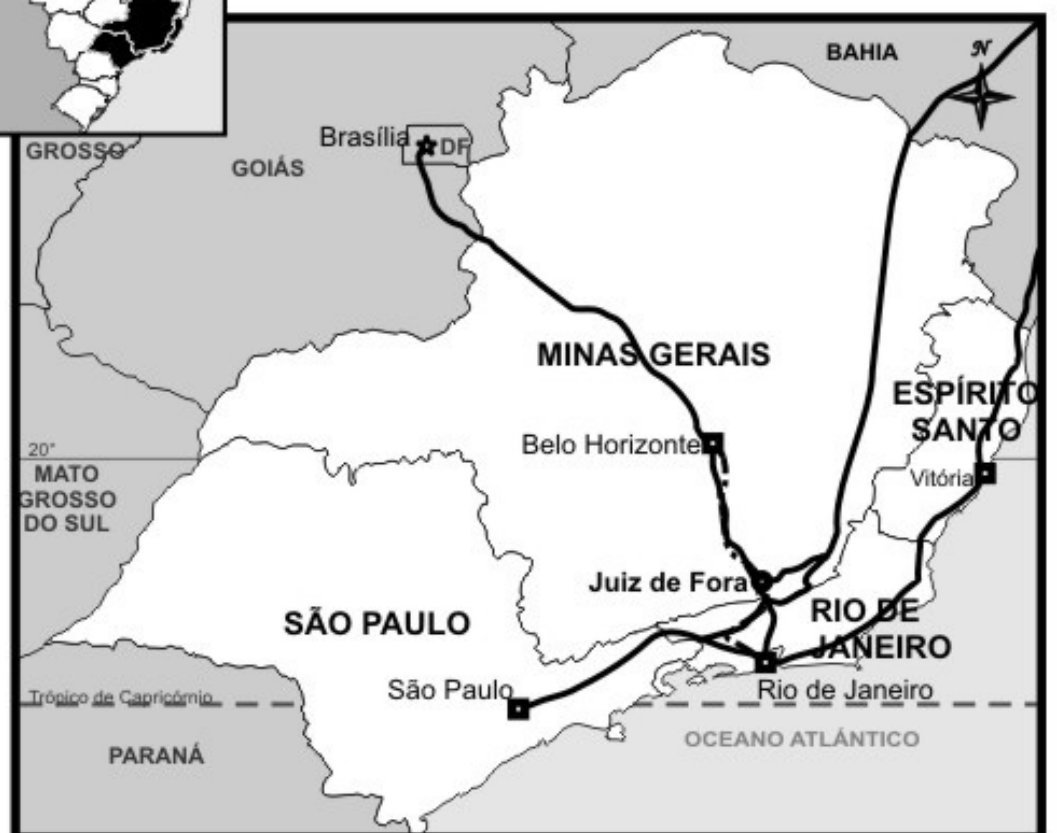 BAHIA
N
Brasília
DF
GROSSO
GOIÁS
MINAS GERAIS
ESPÍRITO
SANTO
Belo Horizonte
20°
MATO
GROSSO
DO SUL
Vitória
Juiz de Fora
SÃO PAULO
RIO DE
JANEIRO
São Paulo
Rio de Janeiro
Trópico de Capricórnio
OCEANO ATLÁNTICO
PARANÁ